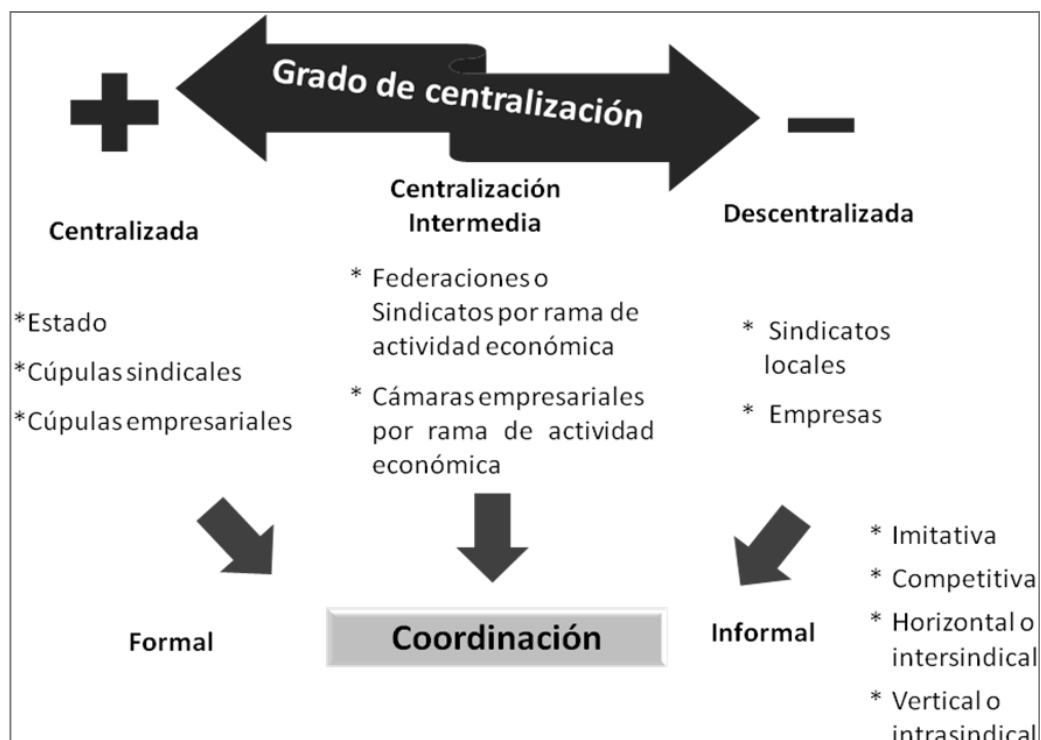 Grado de centralización
Centralizada
*Estado
*Cúpulas sindicales
*Cúpulas empresariales
Centralización
Intermedia
* Federaciones o
Sindicatos por rama de
actividad económica
* Cámaras empresariales
por rama de actividad
económica
Descentralizada
* Sindicatos
locales
* Empresas
Formal
Coordinación
Informal
* Imitativa
* Competitiva
* Horizontal o
intersindical
* Vertical o
intrasindical